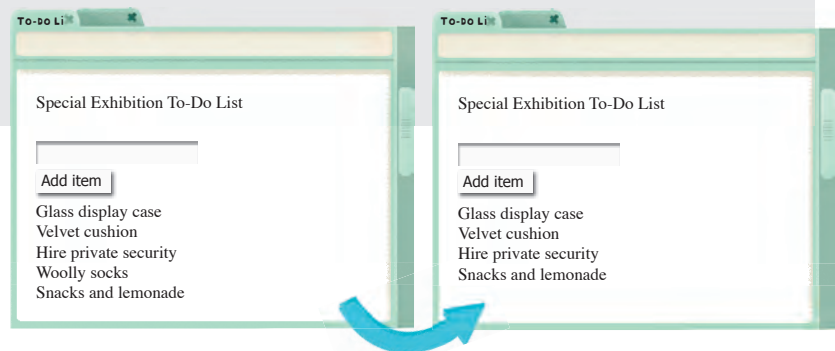 To-Do Li
Special Exhibition To-Do List
Add item
Glass display case
Velvet cushion
Hire private security
Woolly socks
Snacks and lemonade
To-Do Li
Special Exhibition To-Do List
Add item
Glass display case
Velvet cushion
Hire private security
Snacks and lemonade